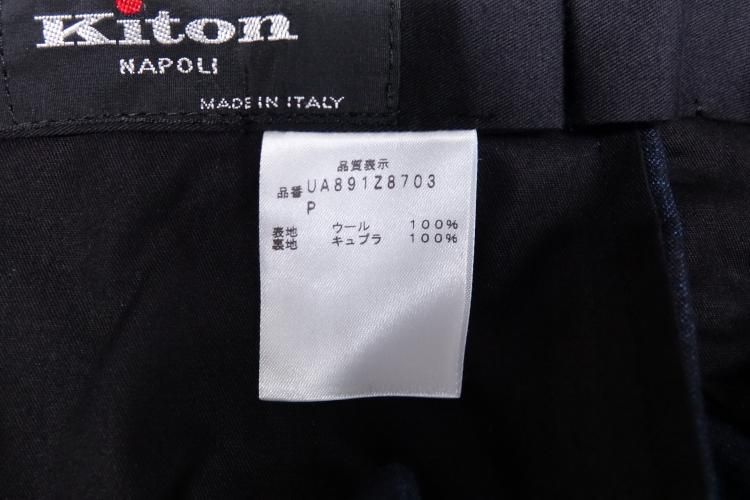 Kiton
NAPOLI
MADE IN ITALY
品質表示
品番 UA891Z8703
P
表地 ウール 100%
裏地 キュプラ 100%